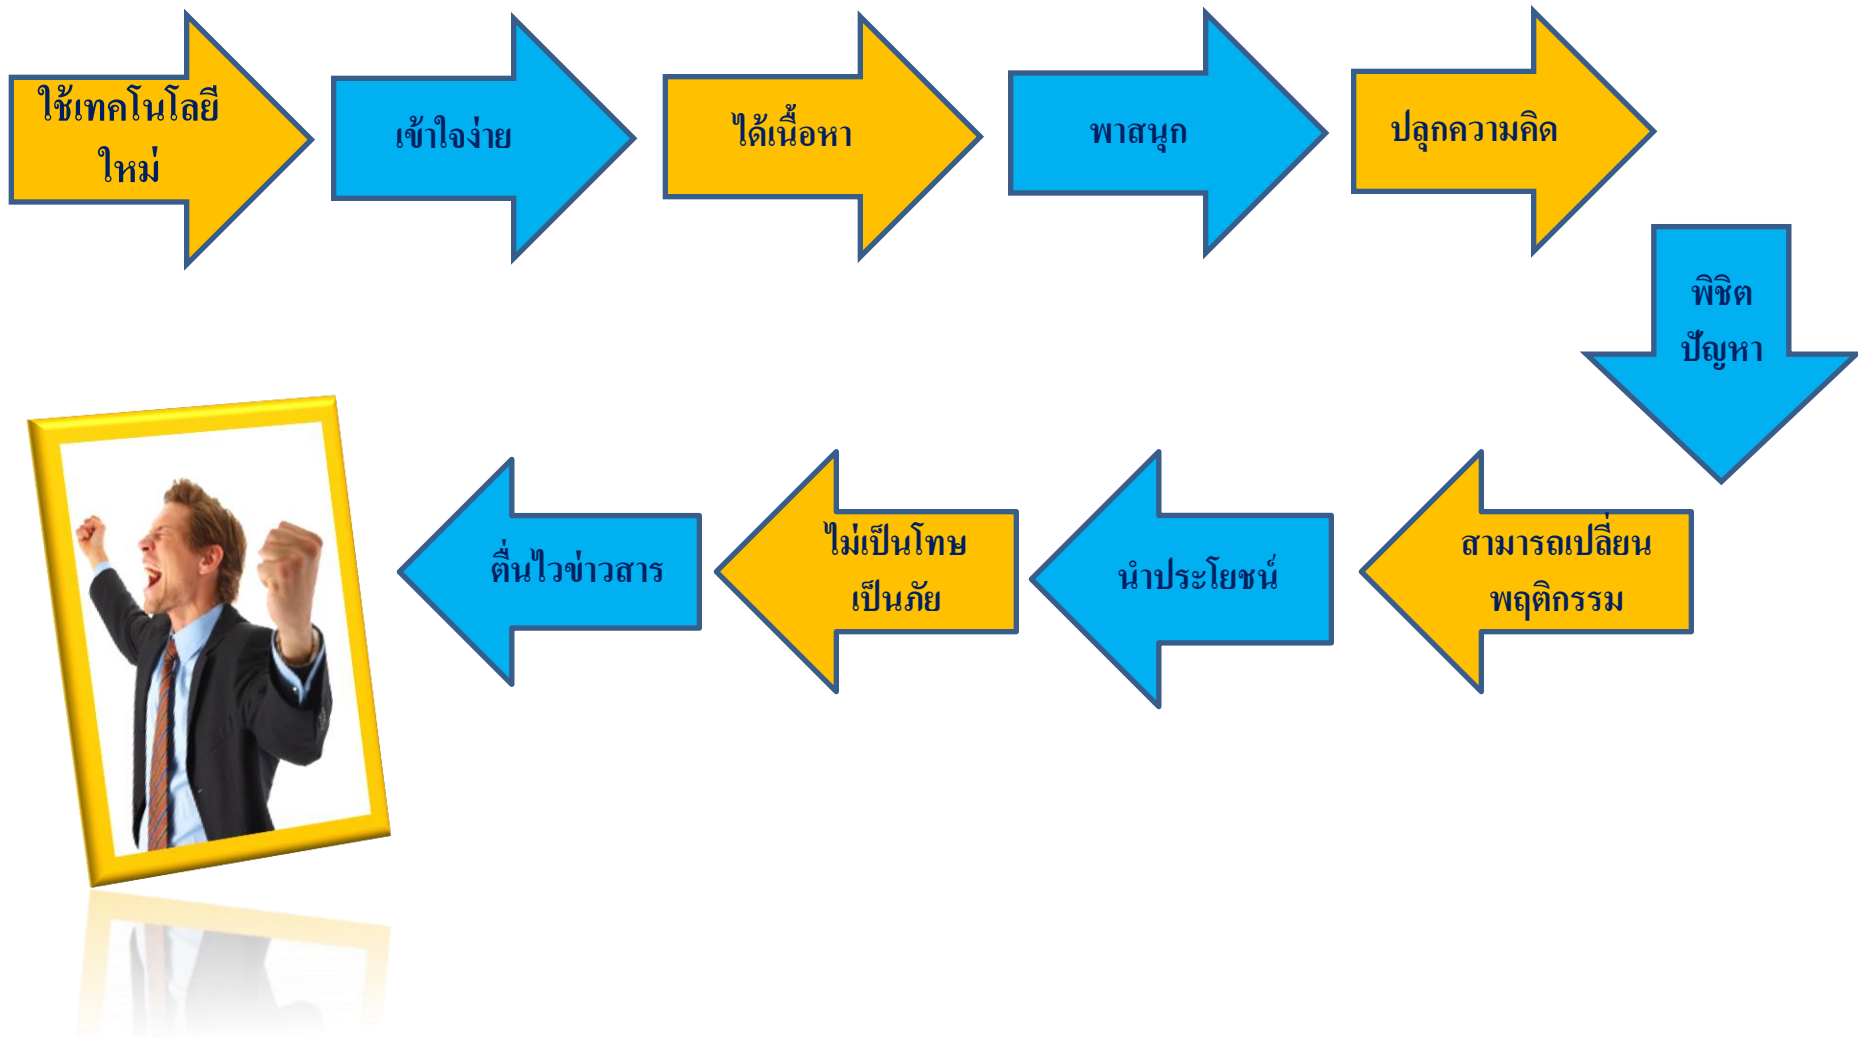 ใช้เทคโนโลยี
ใหม่
เข้าใจง่าย
ได้เนื้อหา
พาสนุก
ปลุกความคิด
พิชิต
ปัญหา
สามารถเปลี่ยน
พฤติกรรม
นำประโยชน์
ไม่เป็นโทษ
เป็นภัย
ตื่นไวข่าวสาร